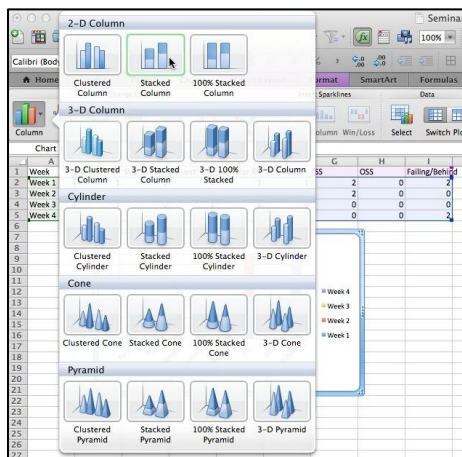 2-D Column
Semina
100%
Calibri (Body
Clustered Column
Stacked Column
100% Stacked Column
Home
rmat
SmartArt
Formulas
Sparklines
Data
3-D Column
Column
olumn
Win/Loss
Select
Switch Plo
3-D Clustered Column
3-D Stacked Column
3-D 100% Stacked
3-D Column
Chart
A G H I
1 Week SS OSS Failing/Behind
2 Week 1 2 0 2
3 Week 2 2 0 0
4 Week 3 0 0 0
5 Week 4 0 0 2
Cylinder
6
7
8
9
Clustered Cylinder
Stacked Cylinder
100% Stacked Cylinder
3-D Cylinder
10
11
Cone
12 Week 4
13 Week 3
14 Week 2
15 Week 1
Clustered Cone
Stacked Cone
100% Stacked Cone
3-D Cone
16
17
18
Pyramid
19
20
21
22
23
24
Clustered Pyramid
Stacked Pyramid
100% Stacked Pyramid
3-D Pyramid
25
26
27